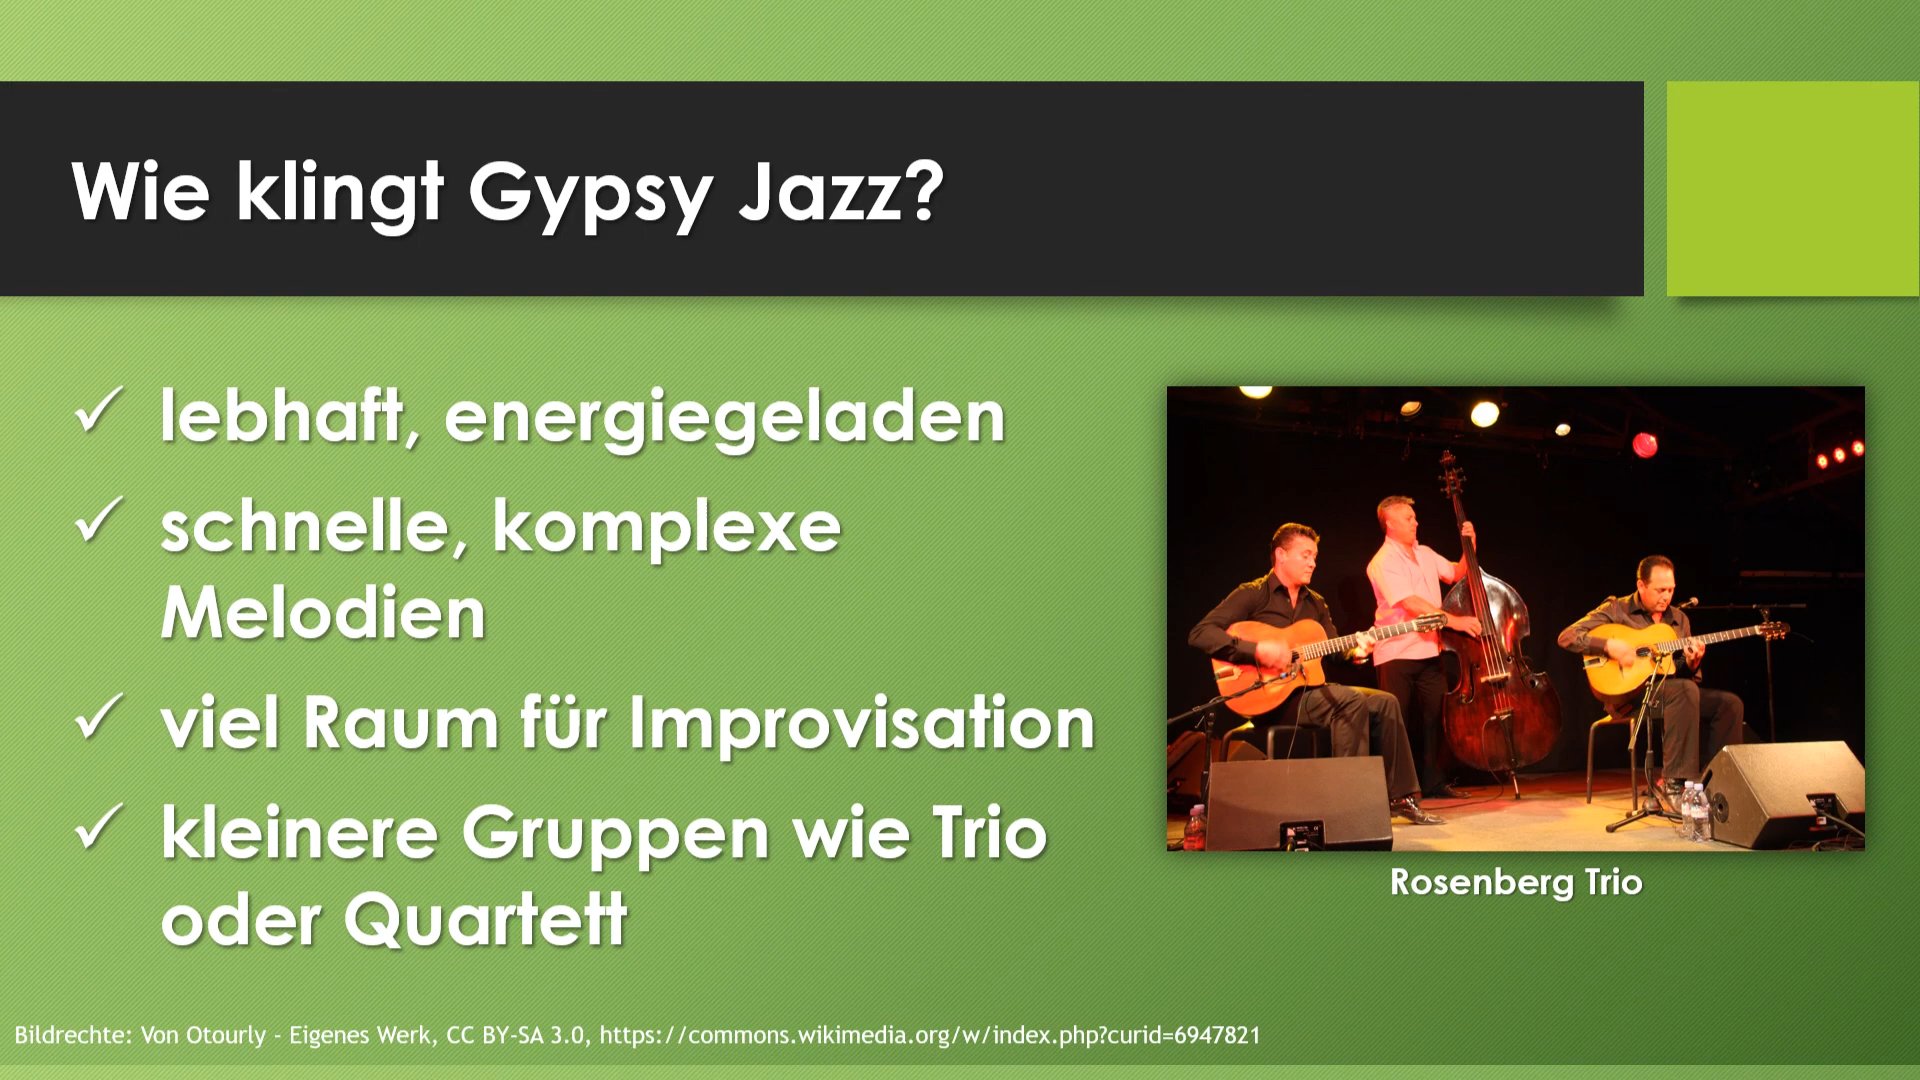 Wie klingt Gypsy Jazz?
✓ lebhaft, energiegeladen
✓ schnelle, komplexe
Melodien
✓ viel Raum für Improvisation
✓ kleinere Gruppen wie Trio
oder Quartett
Rosenberg Trio
Bildrechte: Von Otourly - Eigenes Werk, CC BY-SA 3.0, https://commons.wikimedia.org/w/index.php?curid=6947821